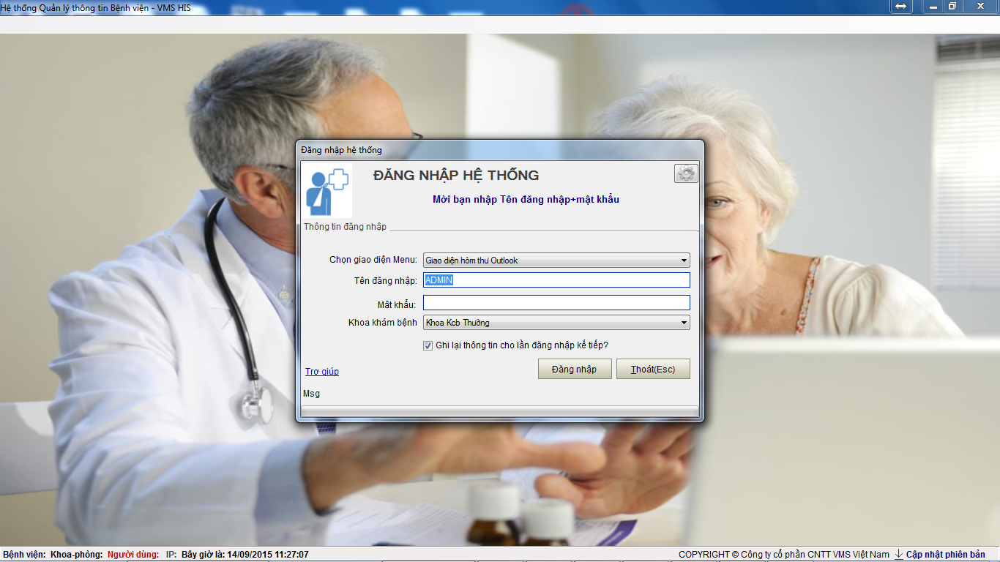 Hệ thống Quản lý thông tin Bệnh viện - VMS HIS
Đăng nhập hệ thống
ĐĂNG NHẬP HỆ THỐNG
Mời bạn nhập Tên đăng nhập+mật khẩu
Thông tin đăng nhập
Chọn giao diện Menu: Giao diện hòm thư Outlook
Tên đăng nhập: ADMIN
Mât khẩu:
Khoa khám bệnh Khoa Kcb Thường
Ghi lại thông tin cho lần đăng nhập kế tiếp?
Trơ giúp Đăng nhập Thoát(Esc)
Msg
Bệnh viện: Khoa-phòng: Người dùng: IP: Bây giờ là: 14/09/2015 11:27:07 COPYRIGHT © Công ty cổ phần CNTT VMS Việt Nam Cập nhật phiên bản